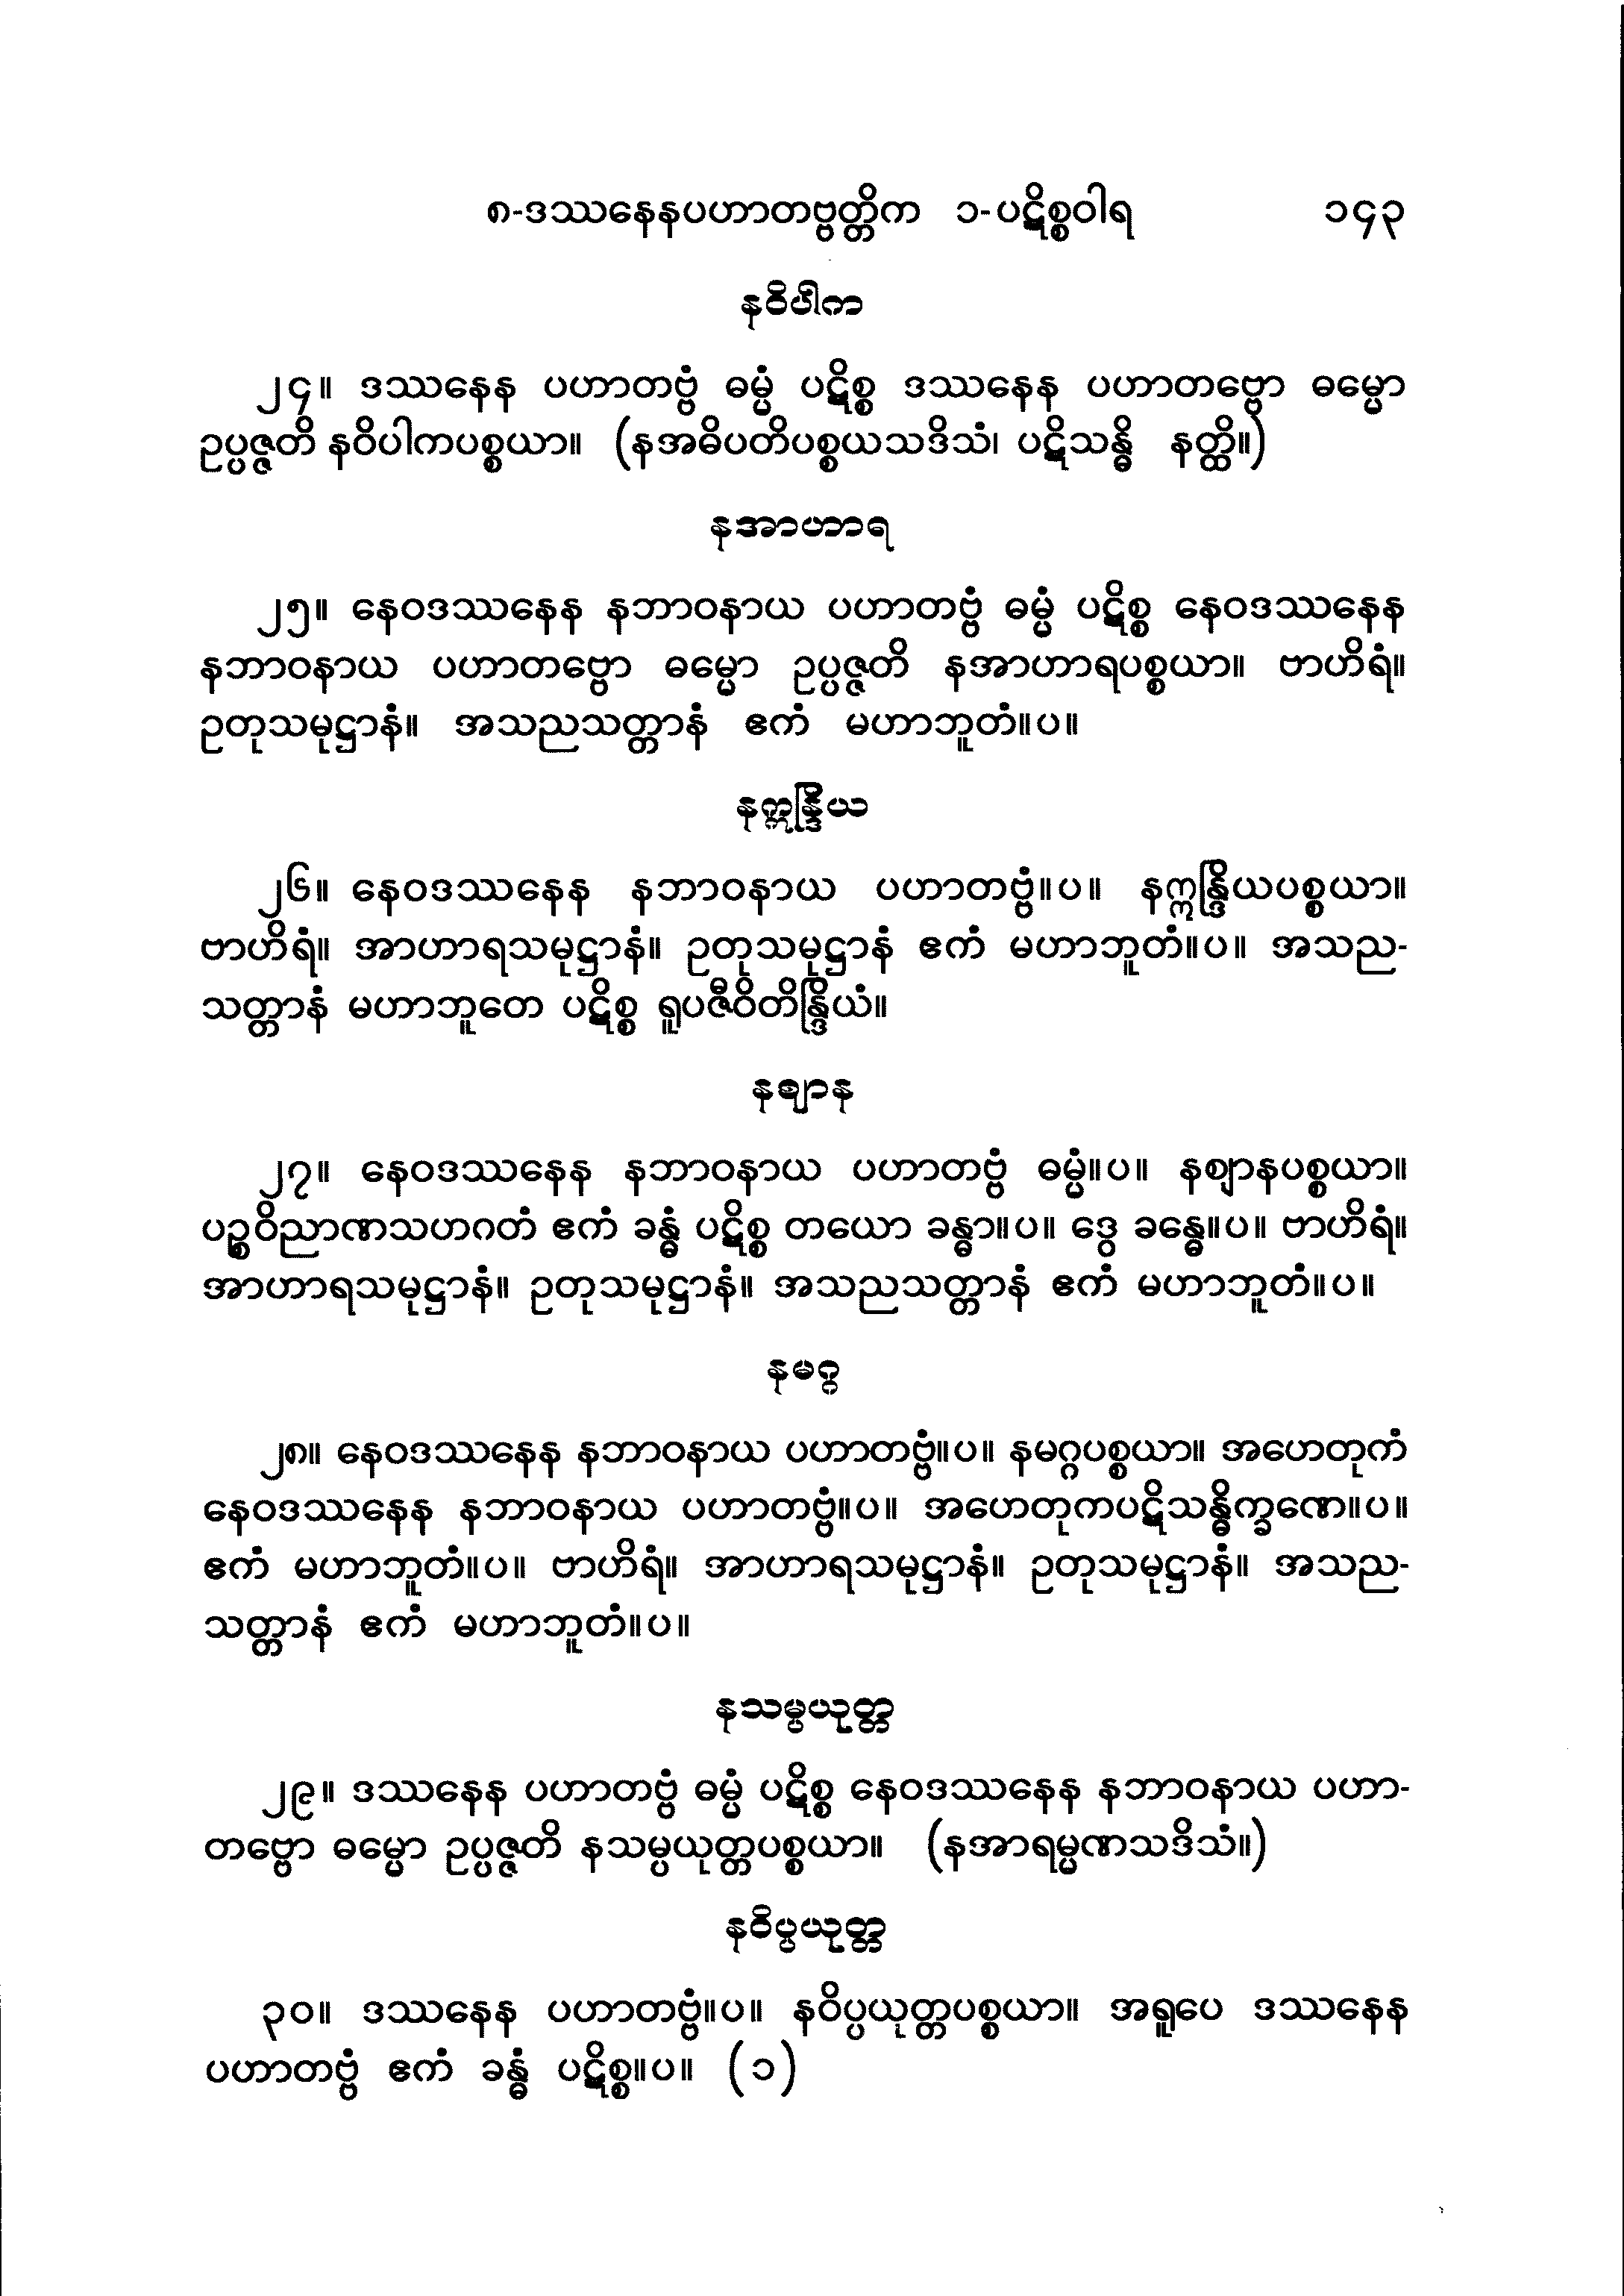 ၈-ဒဿနေနပဟာတဗ္ဗတ္တိက ၁-ပဋိစ္စဝါရ ၁၄၃
နဝိပါက
၂၄။ ဒဿနေန ပဟာတဗ္ဗံ ဓမ္မံ ပဋိစ္စ ဒဿနေန ပဟာတဗ္ဗော ဓမ္မော
ဥပ္ပဇ္ဇတိ နဝိပါကပစ္စယာ။ (နအဓိပတိပစ္စယသဒိသံ၊ ပဋိသန္ဓိ နတ္ထိ။)
နအာဟာရ
၂၅။ နေဝဒဿနေန နဘာဝနာယ ပဟာတဗ္ဗံ ဓမ္မံ ပဋိစ္စ နေဝဒဿနေန
နဘာဝနာယ ပဟာတဗ္ဗော ဓမ္မော ဥပ္ပဇ္ဇတိ နအာဟာရပစ္စယာ။ ဗာဟိရံ။
ဥတုသမုဋ္ဌာနံ။ အသညသတ္တာနံ ဧကံ မဟာဘူတံ။ပ။
နဣန္ဒြိယ
၂၆။ နေဝဒဿနေန နဘာဝနာယ ပဟာတဗ္ဗံ။ပ။ နဣန္ဒြိယပစ္စယာ။
ဗာဟိရံ။ အာဟာရသမုဋ္ဌာနံ။ ဥတုသမုဋ္ဌာနံ ဧကံ မဟာဘူတံ။ပ။ အသည-
သတ္တာနံ မဟာဘူတေ ပဋိစ္စ ရူပဇီဝိတိန္ဒြိယံ။
နဈာန
၂၇။ နေဝဒဿနေန နဘာဝနာယ ပဟာတဗ္ဗံ ဓမ္မံ။ပ။ နဈာနပစ္စယာ။
ပဉ္စဝိညာဏသဟဂတံ ဧကံ ခန္ဓံ ပဋိစ္စ တယော ခန္ဓာ။ပ။ ဒွေ ခန္ဓေ။ပ။ ဗာဟိရံ။
အာဟာရသမုဋ္ဌာနံ။ ဥတုသမုဋ္ဌာနံ။ အသညသတ္တာနံ ဧကံ မဟာဘူတံ။ပ။
နမဂ္ဂ
၂၈။ နေဝဒဿနေန နဘာဝနာယ ပဟာတဗ္ဗံ။ပ။ နမဂ္ဂပစ္စယာ။ အဟေတုကံ
နေဝဒဿနေန နဘာဝနာယ ပဟာတဗ္ဗံ။ပ။ အဟေတုကပဋိသန္ဓိက္ခဏေ။ပ။
ဧကံ မဟာဘူတံ။ပ။ ဗာဟိရံ။ အာဟာရသမုဋ္ဌာနံ။ ဥတုသမုဋ္ဌာနံ။ အသည-
သတ္တာနံ ဧကံ မဟာဘူတံ။ပ။
နသမ္ပယုတ္တ
၂၉။ ဒဿနေန ပဟာတဗ္ဗံ ဓမ္မံ ပဋိစ္စ နေဝဒဿနေန နဘာဝနာယ ပဟာ-
တဗ္ဗော ဓမ္မော ဥပ္ပဇ္ဇတိ နသမ္ပယုတ္တပစ္စယာ။ (နအာရမ္မဏသဒိသံ။)
နဝိပ္ပယုတ္တ
၃၀။ ဒဿနေန ပဟာတဗ္ဗံ။ပ။ နဝိပ္ပယုတ္တပစ္စယာ။ အရူပေ ဒဿနေန
ပဟာတဗ္ဗံ ဧကံ ခန္ဓံ ပဋိစ္စ။ပ။ (၁)